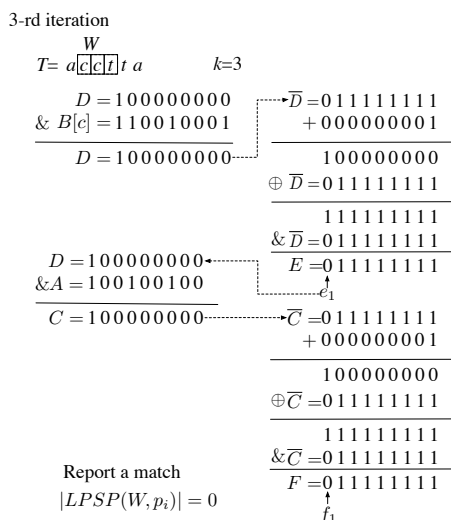 3-rd iteration
W
T= a c c t t a k=3
D =100000000
& B[c] =110010001
D =100000000
D̅ =011111111
+000000001
100000000
⊕ D̅ =011111111
111111111
& D̅ =011111111
E =011111111
e₁
D =100000000
&A =100100100
C =100000000
C̅ =011111111
+000000001
100000000
⊕ C̅ =011111111
111111111
& C̅ =011111111
F =011111111
f₁
Report a match
|LPSP(W, pᵢ)| = 0